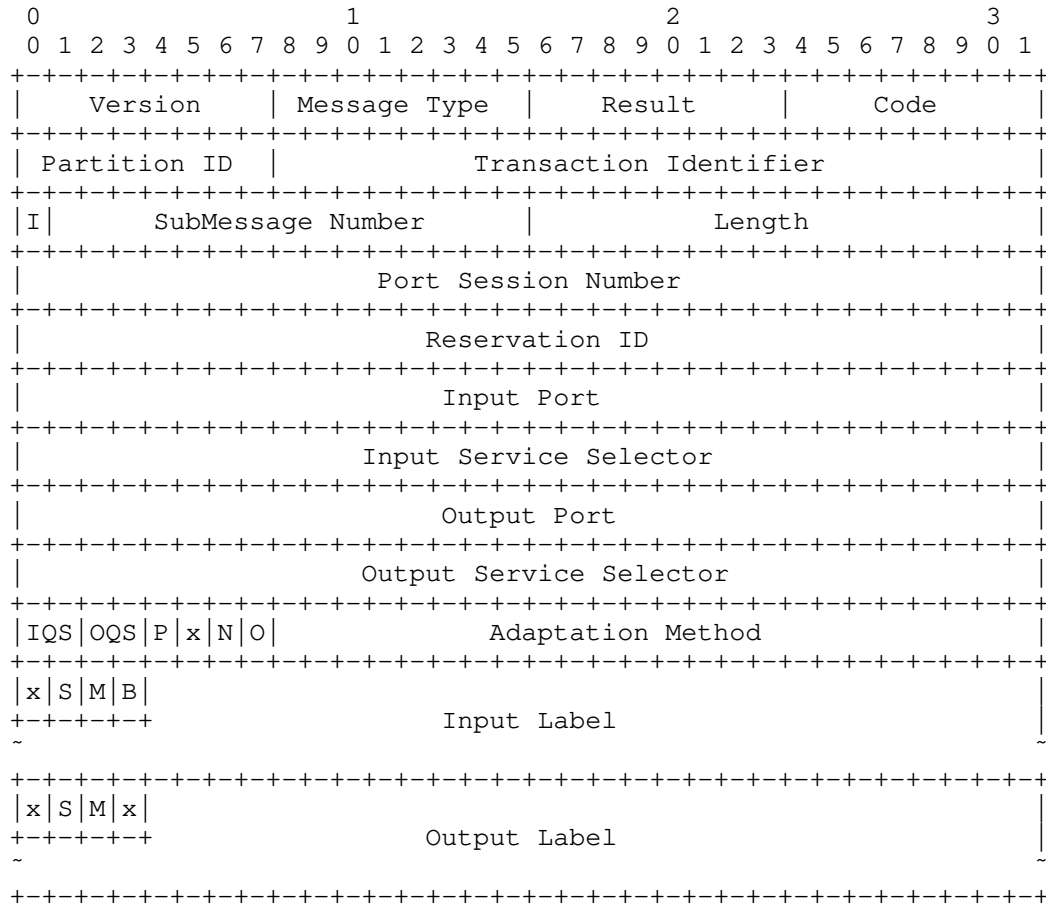 0                   1                   2                   3
 0 1 2 3 4 5 6 7 8 9 0 1 2 3 4 5 6 7 8 9 0 1 2 3 4 5 6 7 8 9 0 1
+-+-+-+-+-+-+-+-+-+-+-+-+-+-+-+-+-+-+-+-+-+-+-+-+-+-+-+-+-+-+-+-+
|    Version    | Message Type  |    Result     |     Code      |
+-+-+-+-+-+-+-+-+-+-+-+-+-+-+-+-+-+-+-+-+-+-+-+-+-+-+-+-+-+-+-+-+
| Partition ID  |            Transaction Identifier             |
+-+-+-+-+-+-+-+-+-+-+-+-+-+-+-+-+-+-+-+-+-+-+-+-+-+-+-+-+-+-+-+-+
|I|      SubMessage Number      |           Length              |
+-+-+-+-+-+-+-+-+-+-+-+-+-+-+-+-+-+-+-+-+-+-+-+-+-+-+-+-+-+-+-+-+
|                      Port Session Number                      |
+-+-+-+-+-+-+-+-+-+-+-+-+-+-+-+-+-+-+-+-+-+-+-+-+-+-+-+-+-+-+-+-+
|                         Reservation ID                        |
+-+-+-+-+-+-+-+-+-+-+-+-+-+-+-+-+-+-+-+-+-+-+-+-+-+-+-+-+-+-+-+-+
|                          Input Port                           |
+-+-+-+-+-+-+-+-+-+-+-+-+-+-+-+-+-+-+-+-+-+-+-+-+-+-+-+-+-+-+-+-+
|                     Input Service Selector                    |
+-+-+-+-+-+-+-+-+-+-+-+-+-+-+-+-+-+-+-+-+-+-+-+-+-+-+-+-+-+-+-+-+
|                          Output Port                          |
+-+-+-+-+-+-+-+-+-+-+-+-+-+-+-+-+-+-+-+-+-+-+-+-+-+-+-+-+-+-+-+-+
|                     Output Service Selector                   |
+-+-+-+-+-+-+-+-+-+-+-+-+-+-+-+-+-+-+-+-+-+-+-+-+-+-+-+-+-+-+-+-+
|IQS|OQS|P|x|N|O|             Adaptation Method                 |
+-+-+-+-+-+-+-+-+-+-+-+-+-+-+-+-+-+-+-+-+-+-+-+-+-+-+-+-+-+-+-+-+
|x|S|M|B|                                                       |
+-+-+-+-+                  Input Label                          |
~                                                               ~
+-+-+-+-+-+-+-+-+-+-+-+-+-+-+-+-+-+-+-+-+-+-+-+-+-+-+-+-+-+-+-+-+
|x|S|M|x|                                                       |
+-+-+-+-+                 Output Label                          |
~                                                               ~
+-+-+-+-+-+-+-+-+-+-+-+-+-+-+-+-+-+-+-+-+-+-+-+-+-+-+-+-+-+-+-+-+